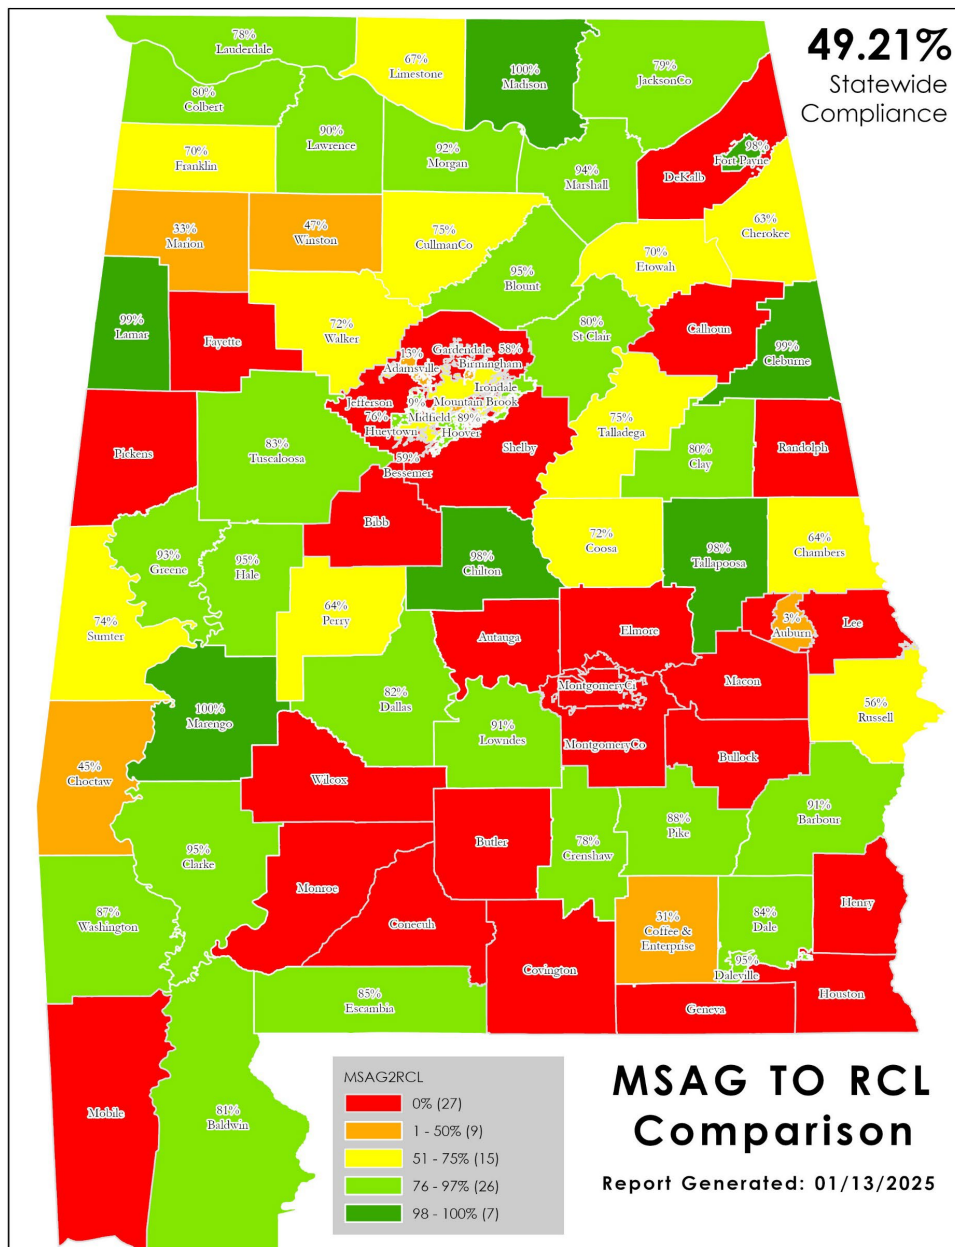 49.21%
Statewide
Compliance
78%
Lauderdale
67%
Limestone
100%
Madison
79%
JacksonCo
80%
Colbert
90%
Lawrence
92%
Morgan
94%
Marshall
98%
Fort Payne
DeKalb
70%
Franklin
33%
Marion
47%
Winston
75%
CullmanCo
63%
Cherokee
70%
Etowah
95%
Blount
99%
Lamar
Fayette
72%
Walker
80%
St Clair
Calhoun
99%
Cleburne
13%
Adamsville
Gardendale
58%
Birmingham
Irondale
Jefferson
9%
Mountain Brook
76%
Midfield
89%
Hueytown
Hoover
59%
Bessemer
Shelby
75%
Talladega
80%
Clay
Randolph
Pickens
83%
Tuscaloosa
Bibb
98%
Chilton
72%
Coosa
98%
Tallapoosa
64%
Chambers
93%
Greene
95%
Hale
64%
Perry
74%
Sumter
Autauga
Elmore
3%
Auburn
Lee
Macon
56%
Russell
MontgomeryCi
82%
Dallas
100%
Marengo
91%
Lowndes
MontgomeryCo
Bullock
45%
Choctaw
Wilcox
Butler
78%
Crenshaw
88%
Pike
91%
Barbour
95%
Clarke
Monroe
Conecuh
87%
Washington
31%
Coffee &
Enterprise
84%
Dale
95%
Daleville
Henry
Covington
Geneva
Houston
85%
Escambia
Mobile
81%
Baldwin
MSAG2RCL
0% (27)
1 - 50% (9)
51 - 75% (15)
76 - 97% (26)
98 - 100% (7)
MSAG TO RCL
Comparison
Report Generated: 01/13/2025